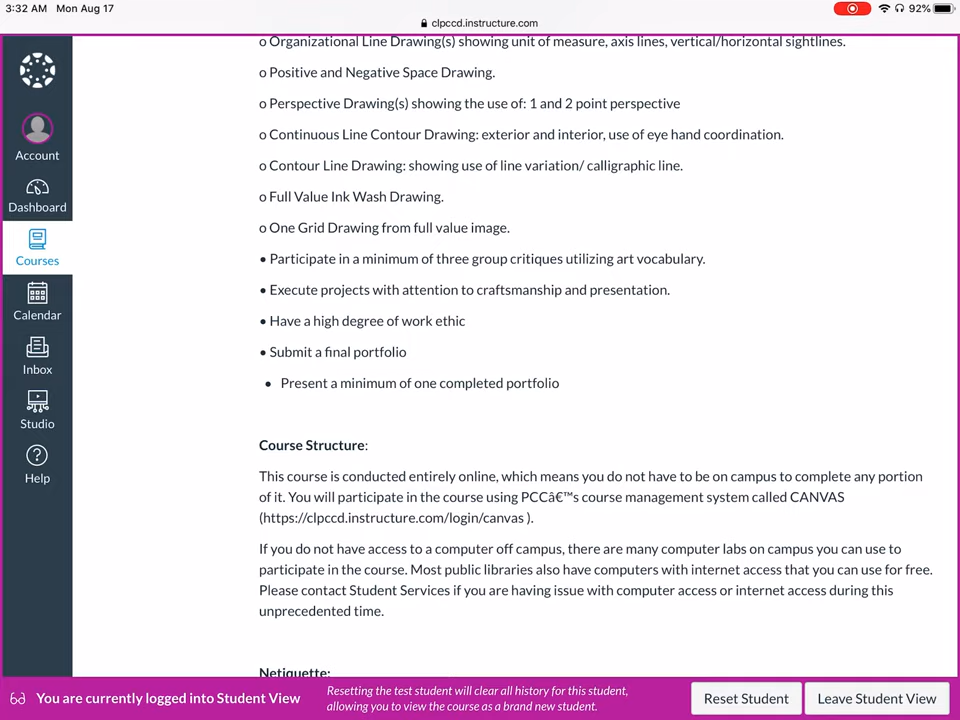 3:32 AM Mon Aug 17
92%
clpccd.instructure.com
Account
Dashboard
Courses
Calendar
Inbox
Studio
Help
o Organizational Line Drawing(s) showing unit of measure, axis lines, vertical/horizontal sightlines.
o Positive and Negative Space Drawing.
o Perspective Drawing(s) showing the use of: 1 and 2 point perspective
o Continuous Line Contour Drawing: exterior and interior, use of eye hand coordination.
o Contour Line Drawing: showing use of line variation/ calligraphic line.
o Full Value Ink Wash Drawing.
o One Grid Drawing from full value image.
• Participate in a minimum of three group critiques utilizing art vocabulary.
• Execute projects with attention to craftsmanship and presentation.
• Have a high degree of work ethic
• Submit a final portfolio
• Present a minimum of one completed portfolio
Course Structure:
This course is conducted entirely online, which means you do not have to be on campus to complete any portion
of it. You will participate in the course using PCCâ€™s course management system called CANVAS
(https://clpccd.instructure.com/login/canvas ).
If you do not have access to a computer off campus, there are many computer labs on campus you can use to
participate in the course. Most public libraries also have computers with internet access that you can use for free.
Please contact Student Services if you are having issue with computer access or internet access during this
unprecedented time.
Netiquette:
You are currently logged into Student View
Resetting the test student will clear all history for this student,
allowing you to view the course as a brand new student.
Reset Student
Leave Student View